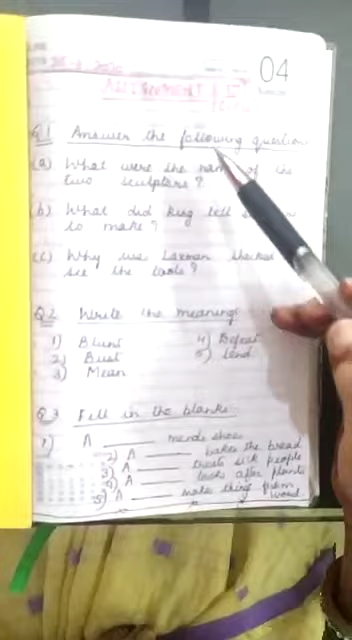 04
Assignment
Q1 Answer the following question
(a) What were the name of the
two sculptors?
(b) What did king tell
to make?
(c) Why was Laxman shocked
see the tools?
Q2 Write the meaning
1) Blunt
4) Defeat
2) Bust
5) Lend
3) Mean
Q3 Fill in the blanks
1) A ______ mends shoes
2) A ______ bakes the bread
3) A ______ treats sick people
4) A ______ looks after plants
5) A ______ make thing from
wood